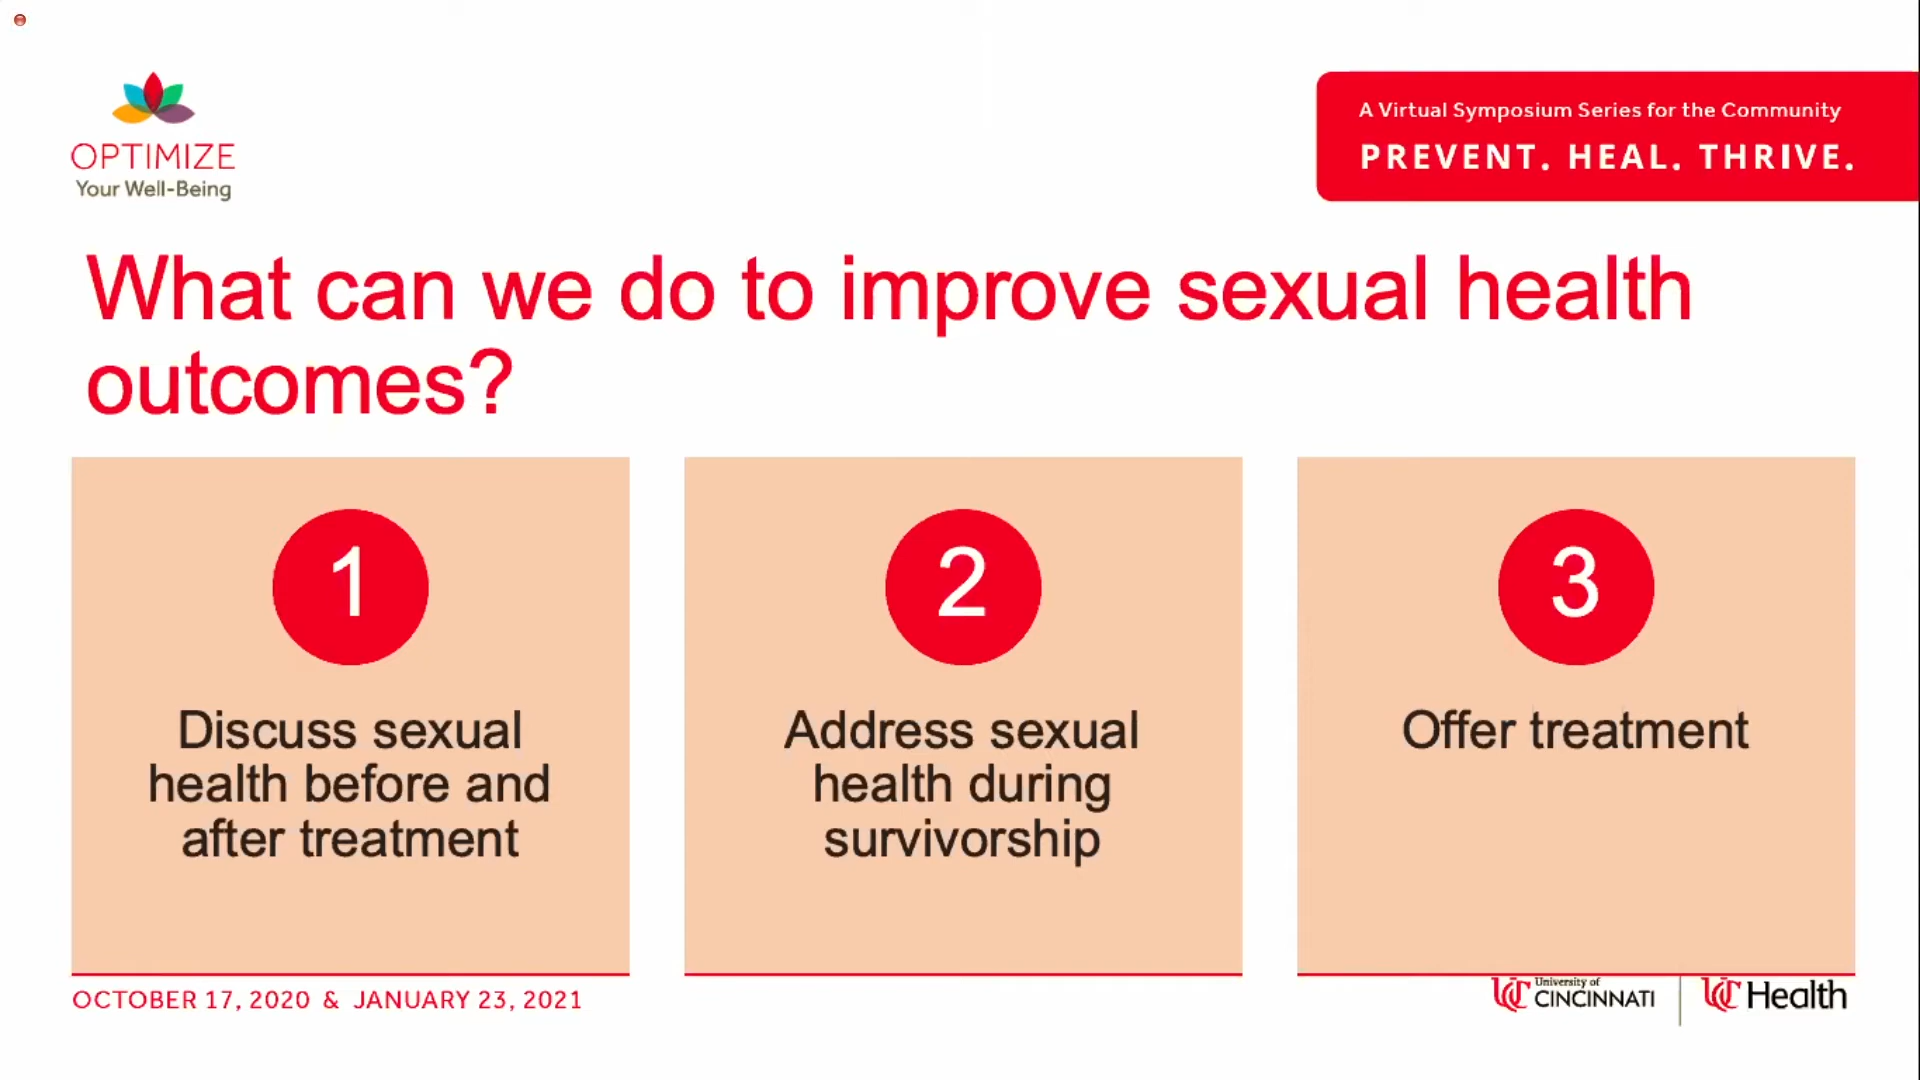 OPTIMIZE
Your Well-Being
A Virtual Symposium Series for the Community
PREVENT. HEAL. THRIVE.
What can we do to improve sexual health
outcomes?
1
Discuss sexual
health before and
after treatment
2
Address sexual
health during
survivorship
3
Offer treatment
OCTOBER 17, 2020 & JANUARY 23, 2021
UC University of
CINCINNATI
UC Health